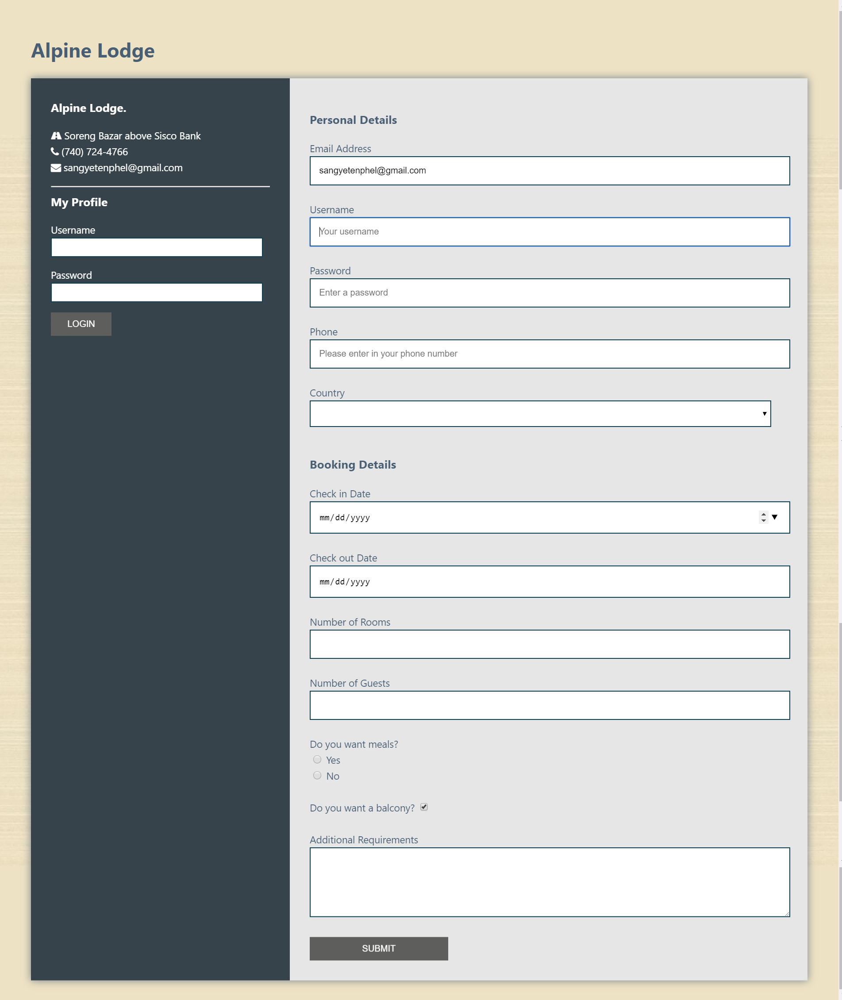 Alpine Lodge
Alpine Lodge.
Soreng Bazar above Sisco Bank
(740) 724-4766
sangyetenphel@gmail.com
My Profile
Username
Password
LOGIN
Personal Details
Email Address
sangyetenphel@gmail.com
Username
Your username
Password
Enter a password
Phone
Please enter in your phone number
Country
Booking Details
Check in Date
mm/dd/yyyy
Check out Date
mm/dd/yyyy
Number of Rooms
Number of Guests
Do you want meals?
Yes
No
Do you want a balcony?
Additional Requirements
SUBMIT